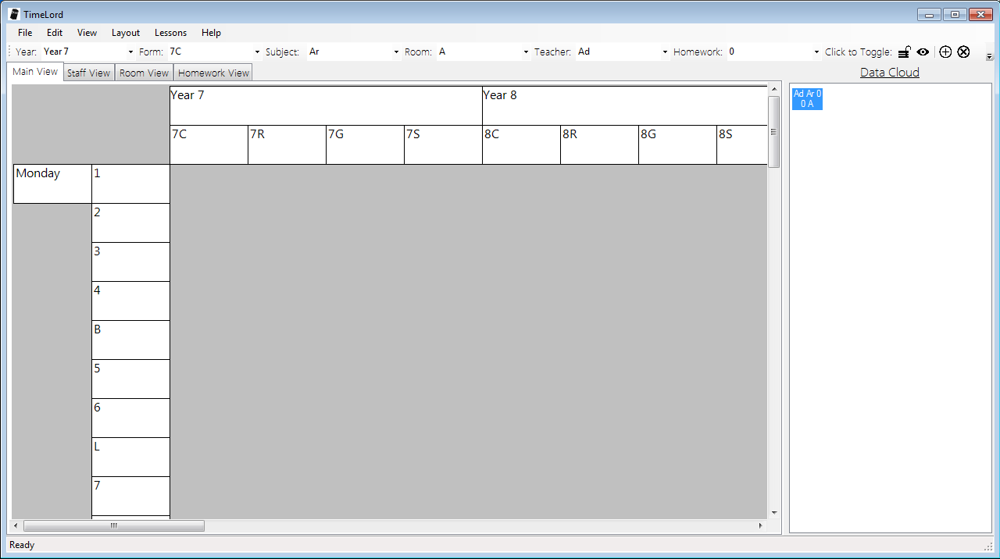 TimeLord
File Edit View Layout Lessons Help
Year: Year 7 Form: 7C Subject: Ar Room: A Teacher: Ad Homework: 0 Click to Toggle:
Main View Staff View Room View Homework View
Data Cloud
Year 7 Year 8
7C 7R 7G 7S 8C 8R 8G 8S
Monday 1
2
3
4
B
5
6
L
7
Ad Ar 0
0 A
Ready